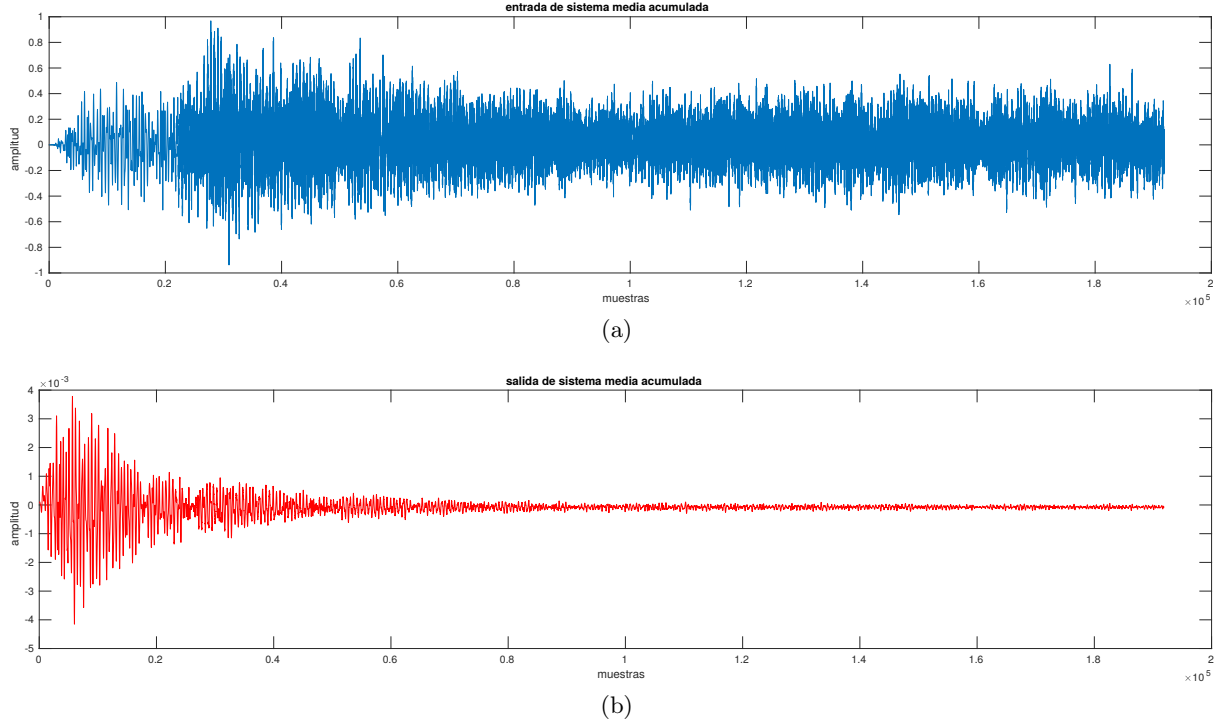 entrada de sistema media acumulada
1
0.8
0.6
0.4
0.2
0
-0.2
-0.4
-0.6
-0.8
-1
amplitud
0 0.2 0.4 0.6 0.8 1 1.2 1.4 1.6 1.8 2
muestras
×10^5
(a)
salida de sistema media acumulada
×10^-3
4
3
2
1
0
-1
-2
-3
-4
-5
amplitud
0 0.2 0.4 0.6 0.8 1 1.2 1.4 1.6 1.8 2
muestras
×10^5
(b)